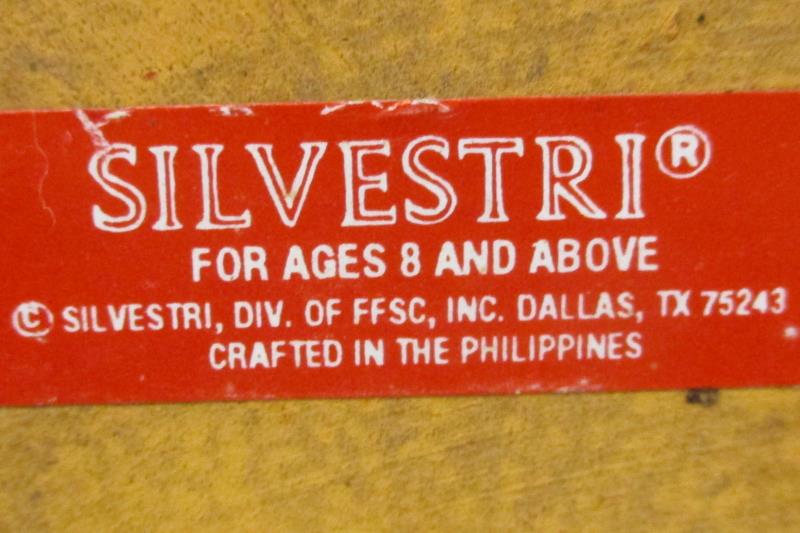 SILVESTRI®
FOR AGES 8 AND ABOVE
© SILVESTRI, DIV. OF FFSC, INC. DALLAS, TX 75243
CRAFTED IN THE PHILIPPINES